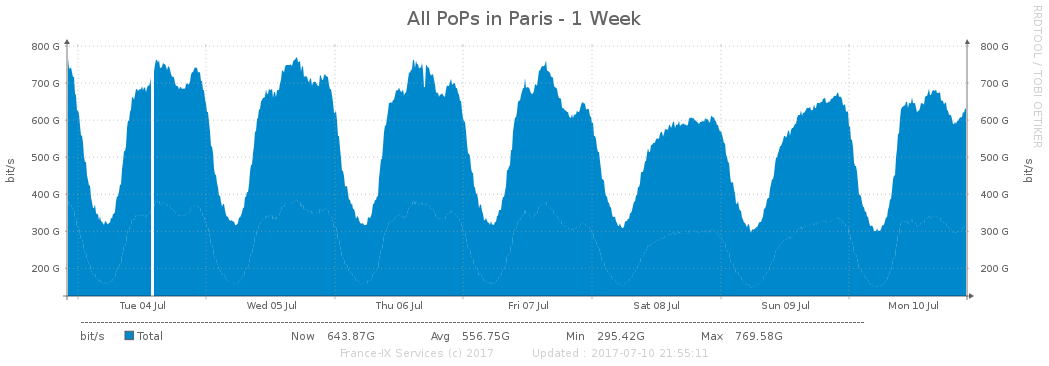 All PoPs in Paris - 1 Week
RRDTOOL / TOBI OETIKER
800 G 800 G
700 G 700 G
600 G 600 G
500 G 500 G
400 G 400 G
300 G 300 G
200 G 200 G
bit/s bit/s
Tue 04 Jul Wed 05 Jul Thu 06 Jul Fri 07 Jul Sat 08 Jul Sun 09 Jul Mon 10 Jul
bit/s Total Now 643.87G Avg 556.75G Min 295.42G Max 769.58G
France-IX Services (c) 2017 Updated : 2017-07-10 21:55:11